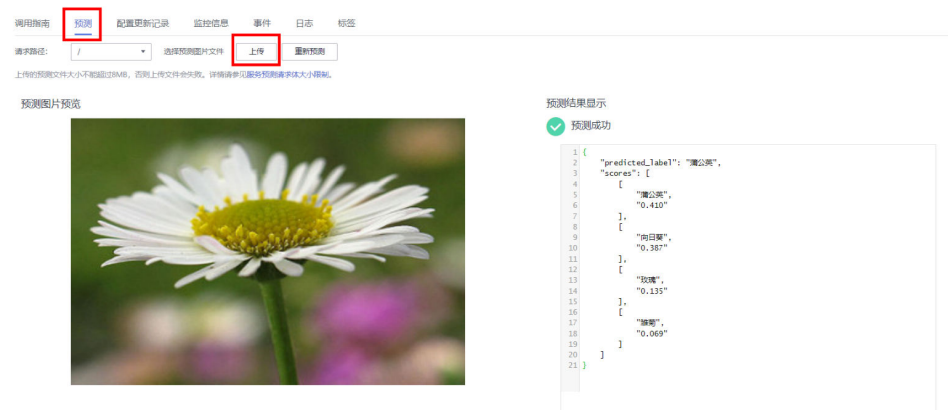 调用指南 预测 配置更新记录 监控信息 事件 日志 标签
请求路径： / 选择预测图片文件 上传 重新预测
上传的预测文件大小不能超过8MB，否则上传文件会失败。详情请参见服务预测请求体大小限制。
预测图片预览
预测结果显示
预测成功
1 {
2 "predicted_label": "蒲公英",
3 "scores": [
4 [
5 "蒲公英",
6 "0.410"
7 ],
8 [
9 "向日葵",
10 "0.387"
11 ],
12 [
13 "玫瑰",
14 "0.135"
15 ],
16 [
17 "雏菊",
18 "0.069"
19 ]
20 ]
21 }